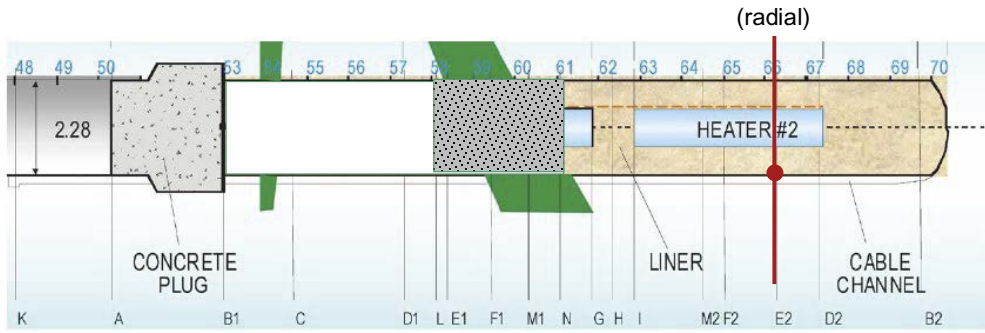 (radial)
48 49 50 53 54 55 56 57 58 59 60 61 62 63 64 65 66 67 68 69 70
2.28
HEATER #2
CONCRETE
PLUG
LINER
CABLE
CHANNEL
K A B1 C D1 L E1 F1 M1 N G H I M2 F2 E2 D2 B2